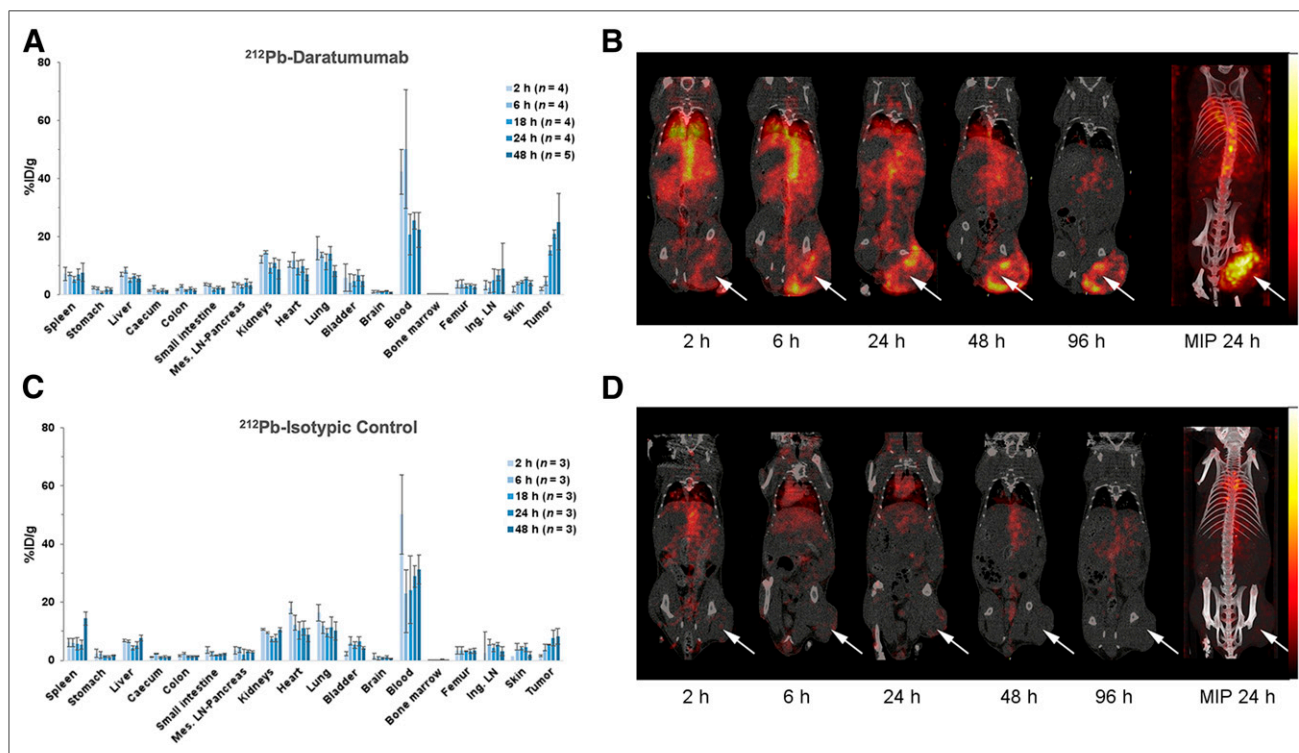 A
²¹²Pb-Daratumumab
80
60
40
20
0
%ID/g
2 h (n = 4)
6 h (n = 4)
18 h (n = 4)
24 h (n = 4)
48 h (n = 5)
Spleen
Stomach
Liver
Caecum
Colon
Small intestine
Mes. LN-Pancreas
Kidneys
Heart
Lung
Bladder
Brain
Blood
Bone marrow
Femur
Ing. LN
Skin
Tumor
B
2 h 6 h 24 h 48 h 96 h MIP 24 h
C
²¹²Pb-Isotypic Control
80
60
40
20
0
%ID/g
2 h (n = 3)
6 h (n = 3)
18 h (n = 3)
24 h (n = 3)
48 h (n = 3)
Spleen
Stomach
Liver
Caecum
Colon
Small intestine
Mes. LN-Pancreas
Kidneys
Heart
Lung
Bladder
Brain
Blood
Bone marrow
Femur
Ing. LN
Skin
Tumor
D
2 h 6 h 24 h 48 h 96 h MIP 24 h